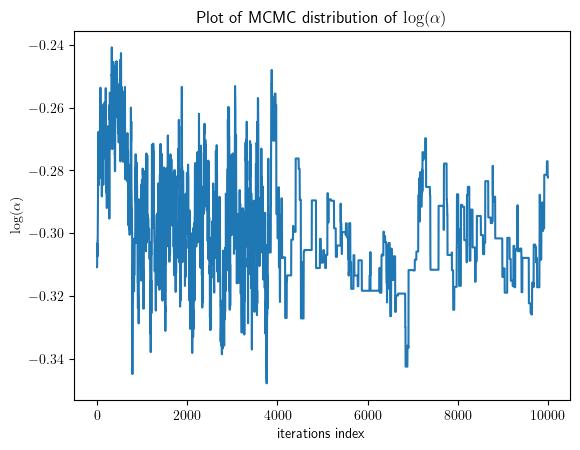 Plot of MCMC distribution of log(α)
−0.24
−0.26
−0.28
−0.30
−0.32
−0.34
log(α)
0 2000 4000 6000 8000 10000
iterations index